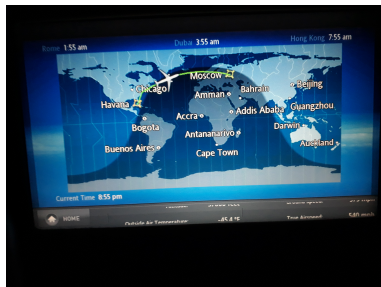 Rome 1:55 am
Dubai 3:55 am
Hong Kong 7:55 am
Moscow
Chicago
Beijing
Amman
Bahrain
Havana
Guangzhou
Accra
Addis Ababa
Bogota
Darwin
Antananarivo
Buenos Aires
Auckland
Cape Town
Current Time 8:55 pm
HOME
Outside Air Temperature -45.4 °F True Airspeed 540 mph